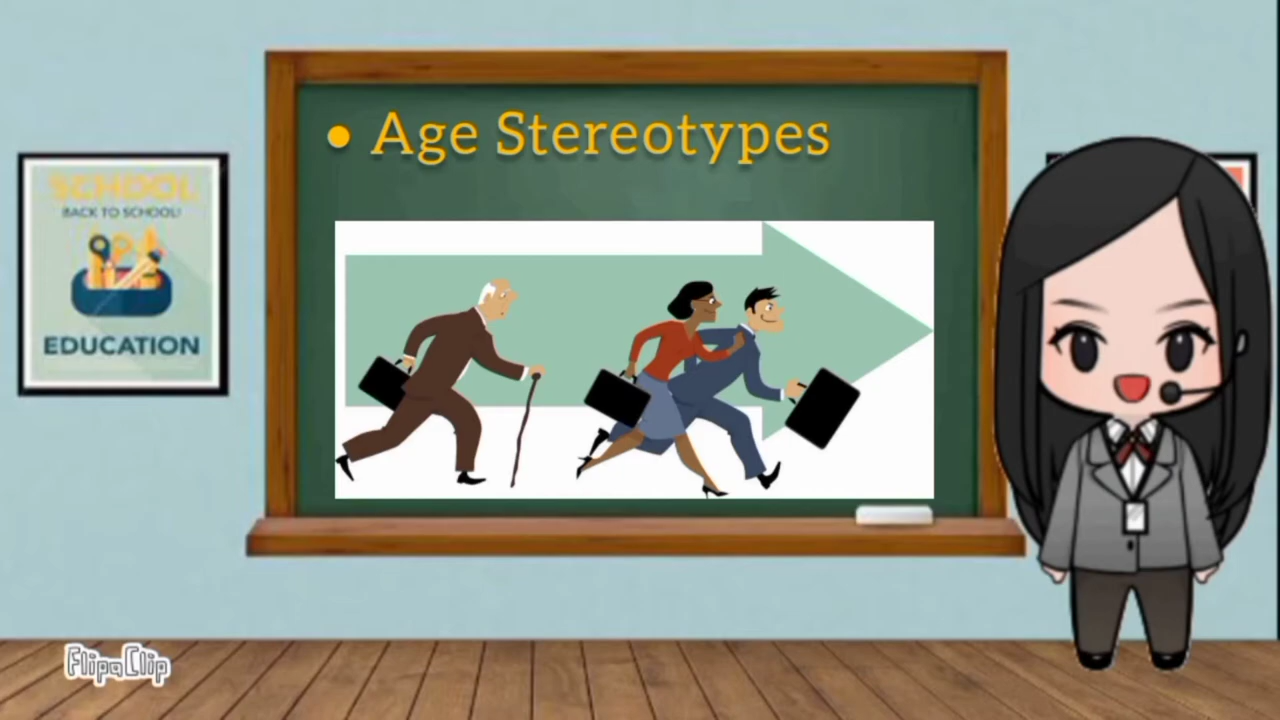 • Age Stereotypes
SCHOOL
BACK TO SCHOOL!
EDUCATION
FlipaClip